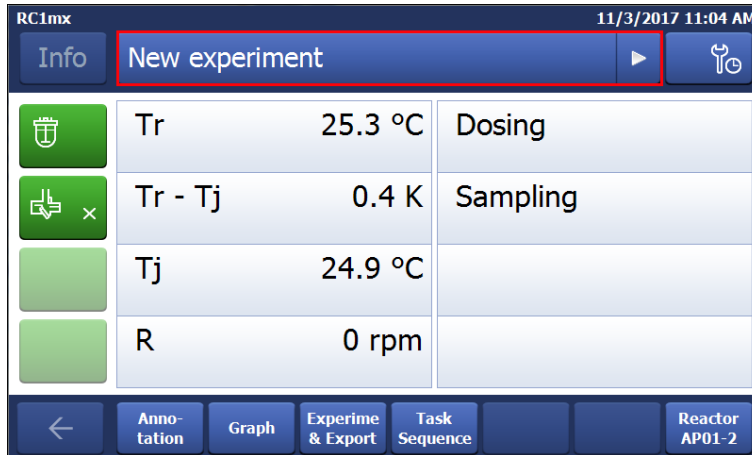 RC1mx 11/3/2017 11:04 AM
Info New experiment
Tr 25.3 °C Dosing
Tr - Tj 0.4 K Sampling
Tj 24.9 °C
R 0 rpm
Anno-
tation
Graph
Experime
& Export
Task
Sequence
Reactor
AP01-2